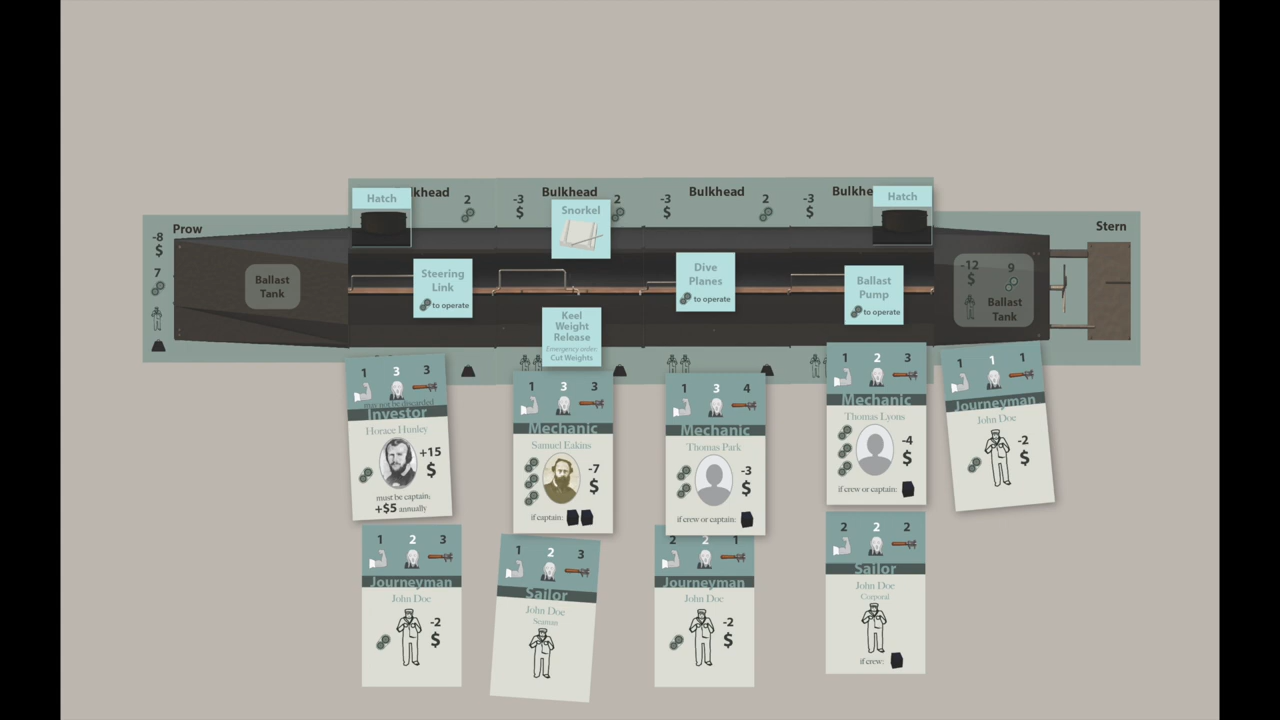 Prow
-8
$
7
Ballast
Tank
Hatch
lkhead
2
-3
$
Bulkhead
2
Snorkel
-3
$
Bulkhead
2
-3
$
Bulkhe
Hatch
Stern
Steering
Link
to operate
Keel
Weight
Release
Emergency order:
Cut Weights
Dive
Planes
to operate
Ballast
Pump
to operate
-12
$
9
Ballast
Tank
1 3 3
may not be discarded
Investor
Horace Hunley
+15
$
must be captain:
+$5 annually
1 3 3
Mechanic
Samuel Eakins
-7
$
if captain:
1 3 4
Mechanic
Thomas Park
-3
$
if crew or captain:
1 2 3
Mechanic
Thomas Lyons
-4
$
if crew or captain:
1 1 1
Journeyman
John Doe
-2
$
1 2 3
Journeyman
John Doe
-2
$
1 2 3
Sailor
John Doe
Seaman
2 2 1
Journeyman
John Doe
-2
$
2 2 2
Sailor
John Doe
Corporal
if crew: